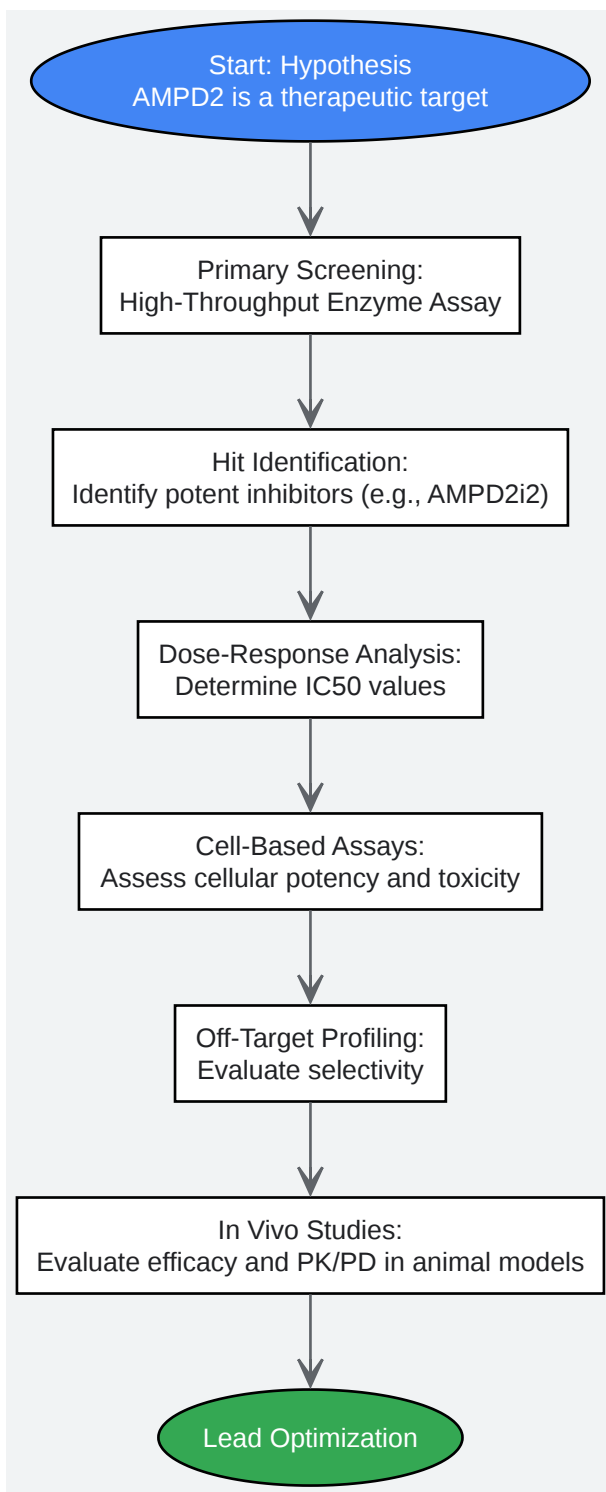 Start: Hypothesis
AMPD2 is a therapeutic target
Primary Screening:
High-Throughput Enzyme Assay
Hit Identification:
Identify potent inhibitors (e.g., AMPD2i2)
Dose-Response Analysis:
Determine IC50 values
Cell-Based Assays:
Assess cellular potency and toxicity
Off-Target Profiling:
Evaluate selectivity
In Vivo Studies:
Evaluate efficacy and PK/PD in animal models
Lead Optimization